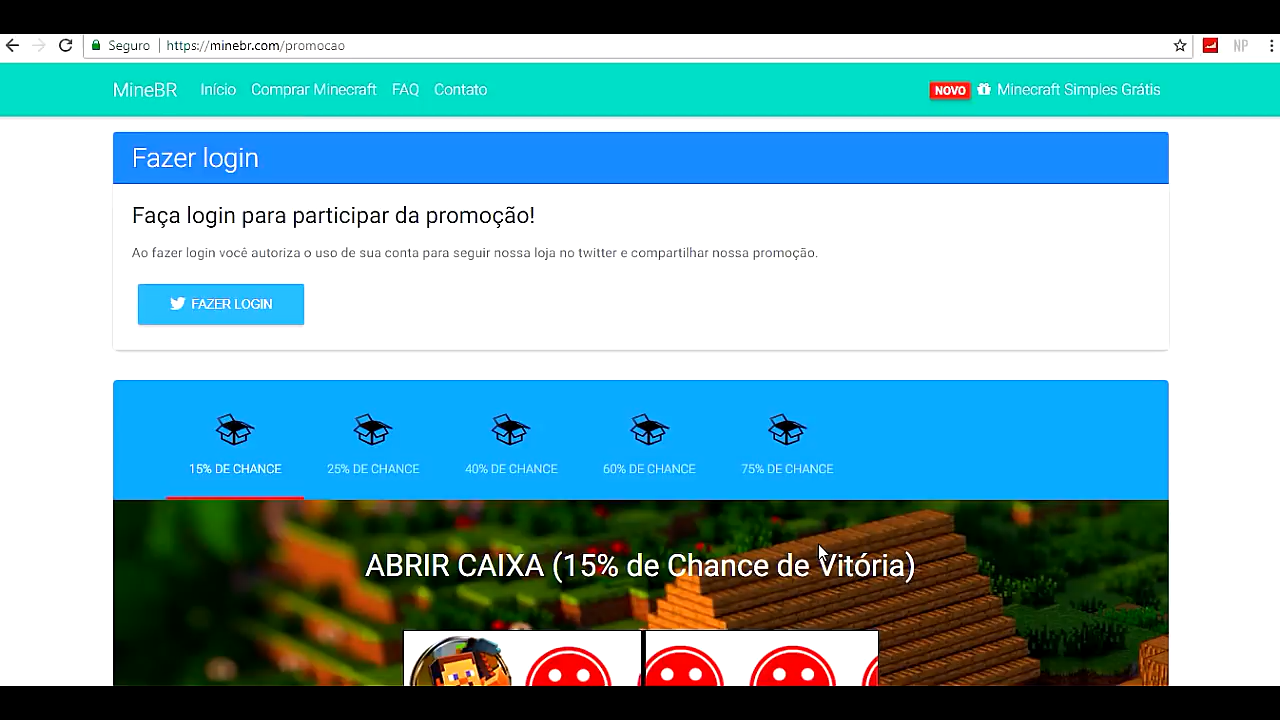 Seguro https://minebr.com/promocao NP
MineBR Início Comprar Minecraft FAQ Contato NOVO Minecraft Simples Grátis
Fazer login
Faça login para participar da promoção!
Ao fazer login você autoriza o uso de sua conta para seguir nossa loja no twitter e compartilhar nossa promoção.
FAZER LOGIN
15% DE CHANCE 25% DE CHANCE 40% DE CHANCE 60% DE CHANCE 75% DE CHANCE
ABRIR CAIXA (15% de Chance de Vitória)